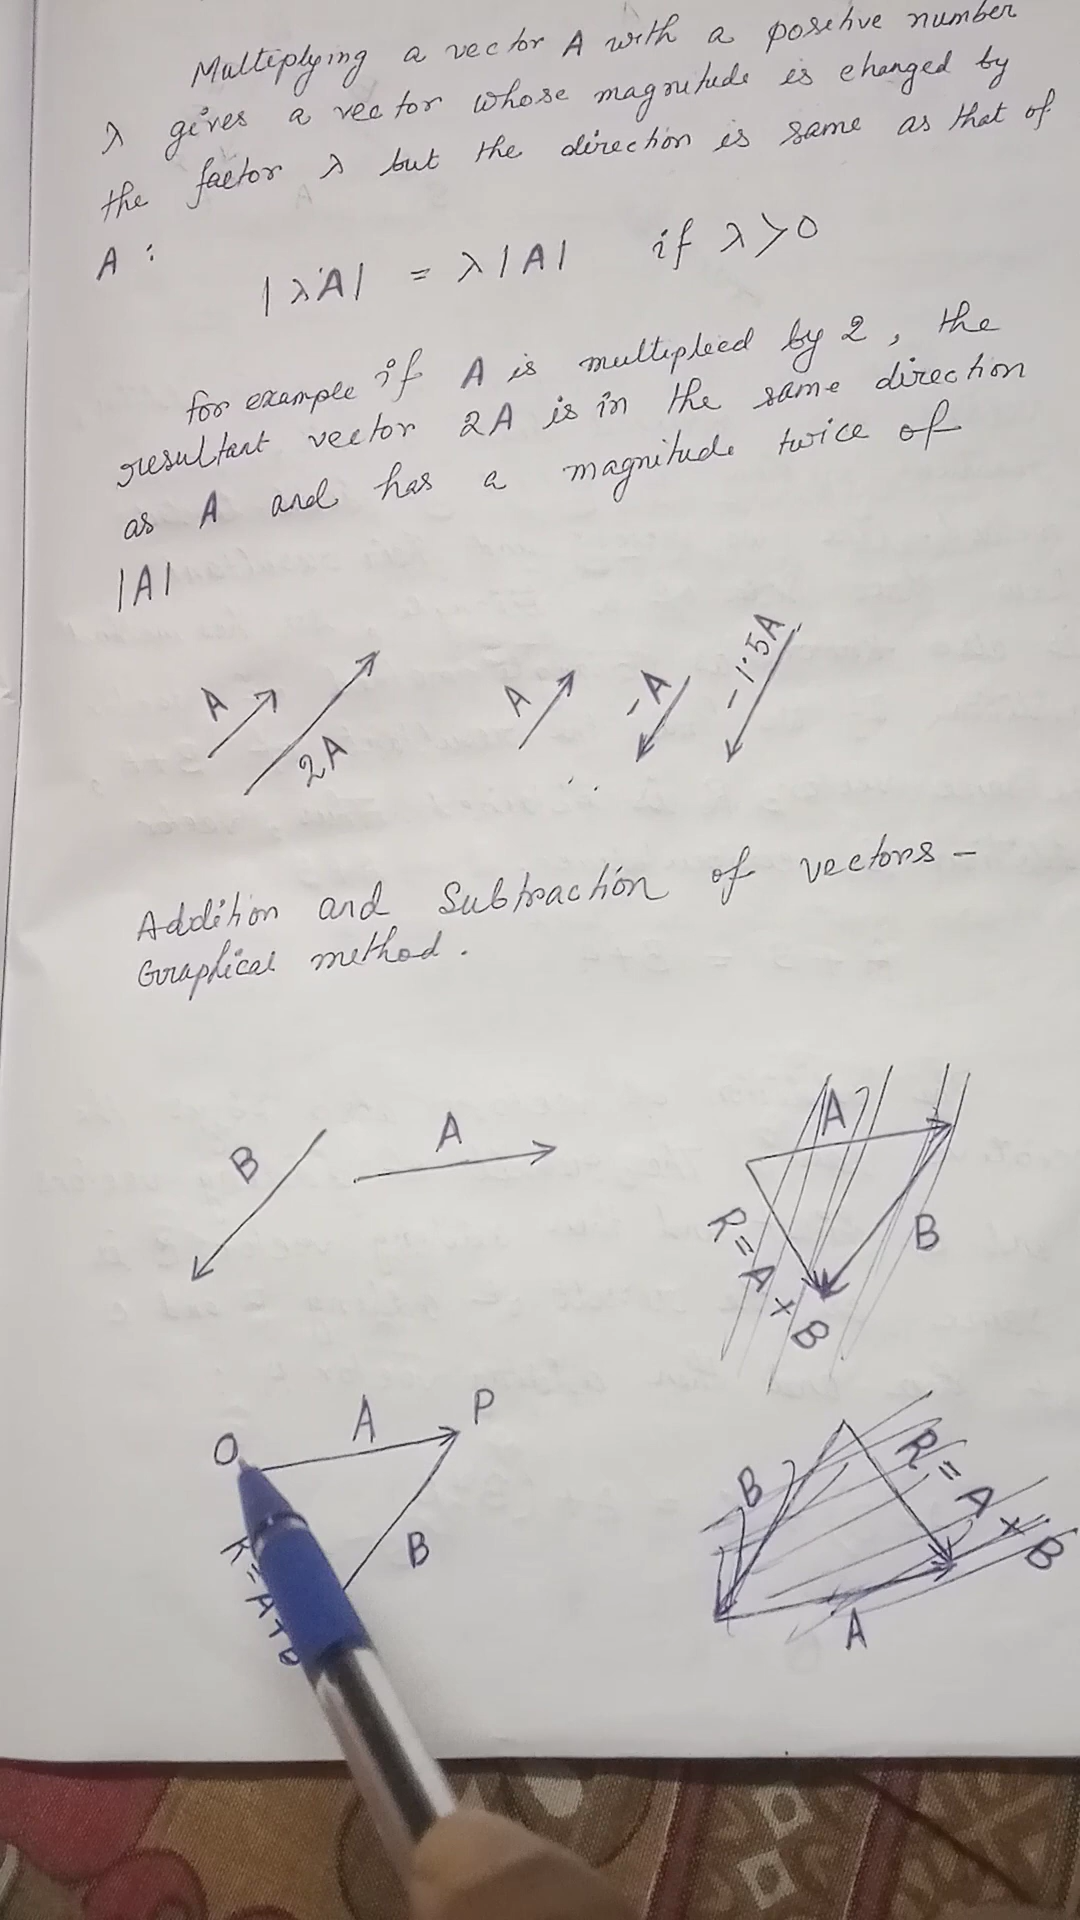 Multiplying a vector A with a positive number
λ gives a vector whose magnitude is changed by
the factor λ but the direction is same as that of
A :
|λA| = λ|A| if λ>0
for example if A is multiplied by 2, the
resultant vector 2A is in the same direction
as A and has a magnitude twice of
|A|
A
2A
A
-A
-1.5A
Addition and Subtraction of vectors -
Graphical method.
B
A
A
B
R = A + B
O
A
P
B
R = A +
B
R = A + B
A